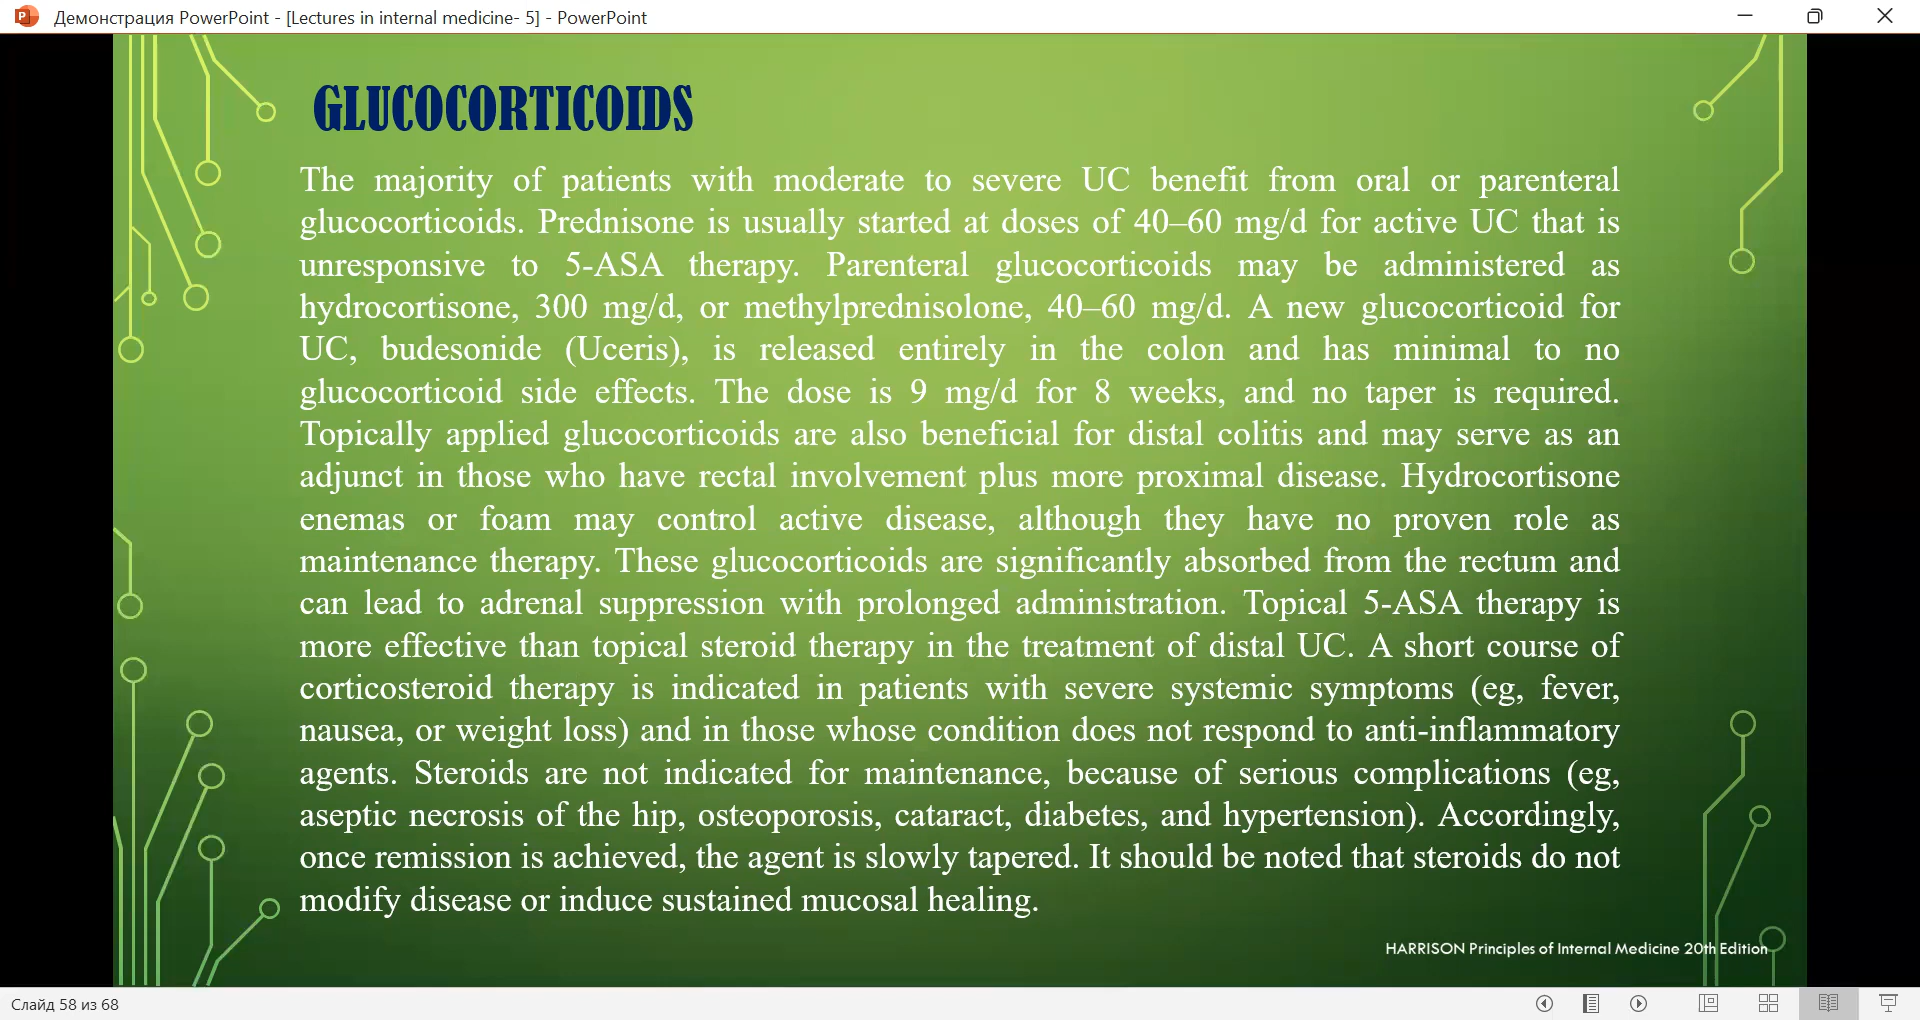 Демонстрация PowerPoint - [Lectures in internal medicine- 5] - PowerPoint
GLUCOCORTICOIDS
The majority of patients with moderate to severe UC benefit from oral or parenteral
glucocorticoids. Prednisone is usually started at doses of 40–60 mg/d for active UC that is
unresponsive to 5-ASA therapy. Parenteral glucocorticoids may be administered as
hydrocortisone, 300 mg/d, or methylprednisolone, 40–60 mg/d. A new glucocorticoid for
UC, budesonide (Uceris), is released entirely in the colon and has minimal to no
glucocorticoid side effects. The dose is 9 mg/d for 8 weeks, and no taper is required.
Topically applied glucocorticoids are also beneficial for distal colitis and may serve as an
adjunct in those who have rectal involvement plus more proximal disease. Hydrocortisone
enemas or foam may control active disease, although they have no proven role as
maintenance therapy. These glucocorticoids are significantly absorbed from the rectum and
can lead to adrenal suppression with prolonged administration. Topical 5-ASA therapy is
more effective than topical steroid therapy in the treatment of distal UC. A short course of
corticosteroid therapy is indicated in patients with severe systemic symptoms (eg, fever,
nausea, or weight loss) and in those whose condition does not respond to anti-inflammatory
agents. Steroids are not indicated for maintenance, because of serious complications (eg,
aseptic necrosis of the hip, osteoporosis, cataract, diabetes, and hypertension). Accordingly,
once remission is achieved, the agent is slowly tapered. It should be noted that steroids do not
modify disease or induce sustained mucosal healing.
HARRISON Principles of Internal Medicine 20th Edition
Слайд 58 из 68